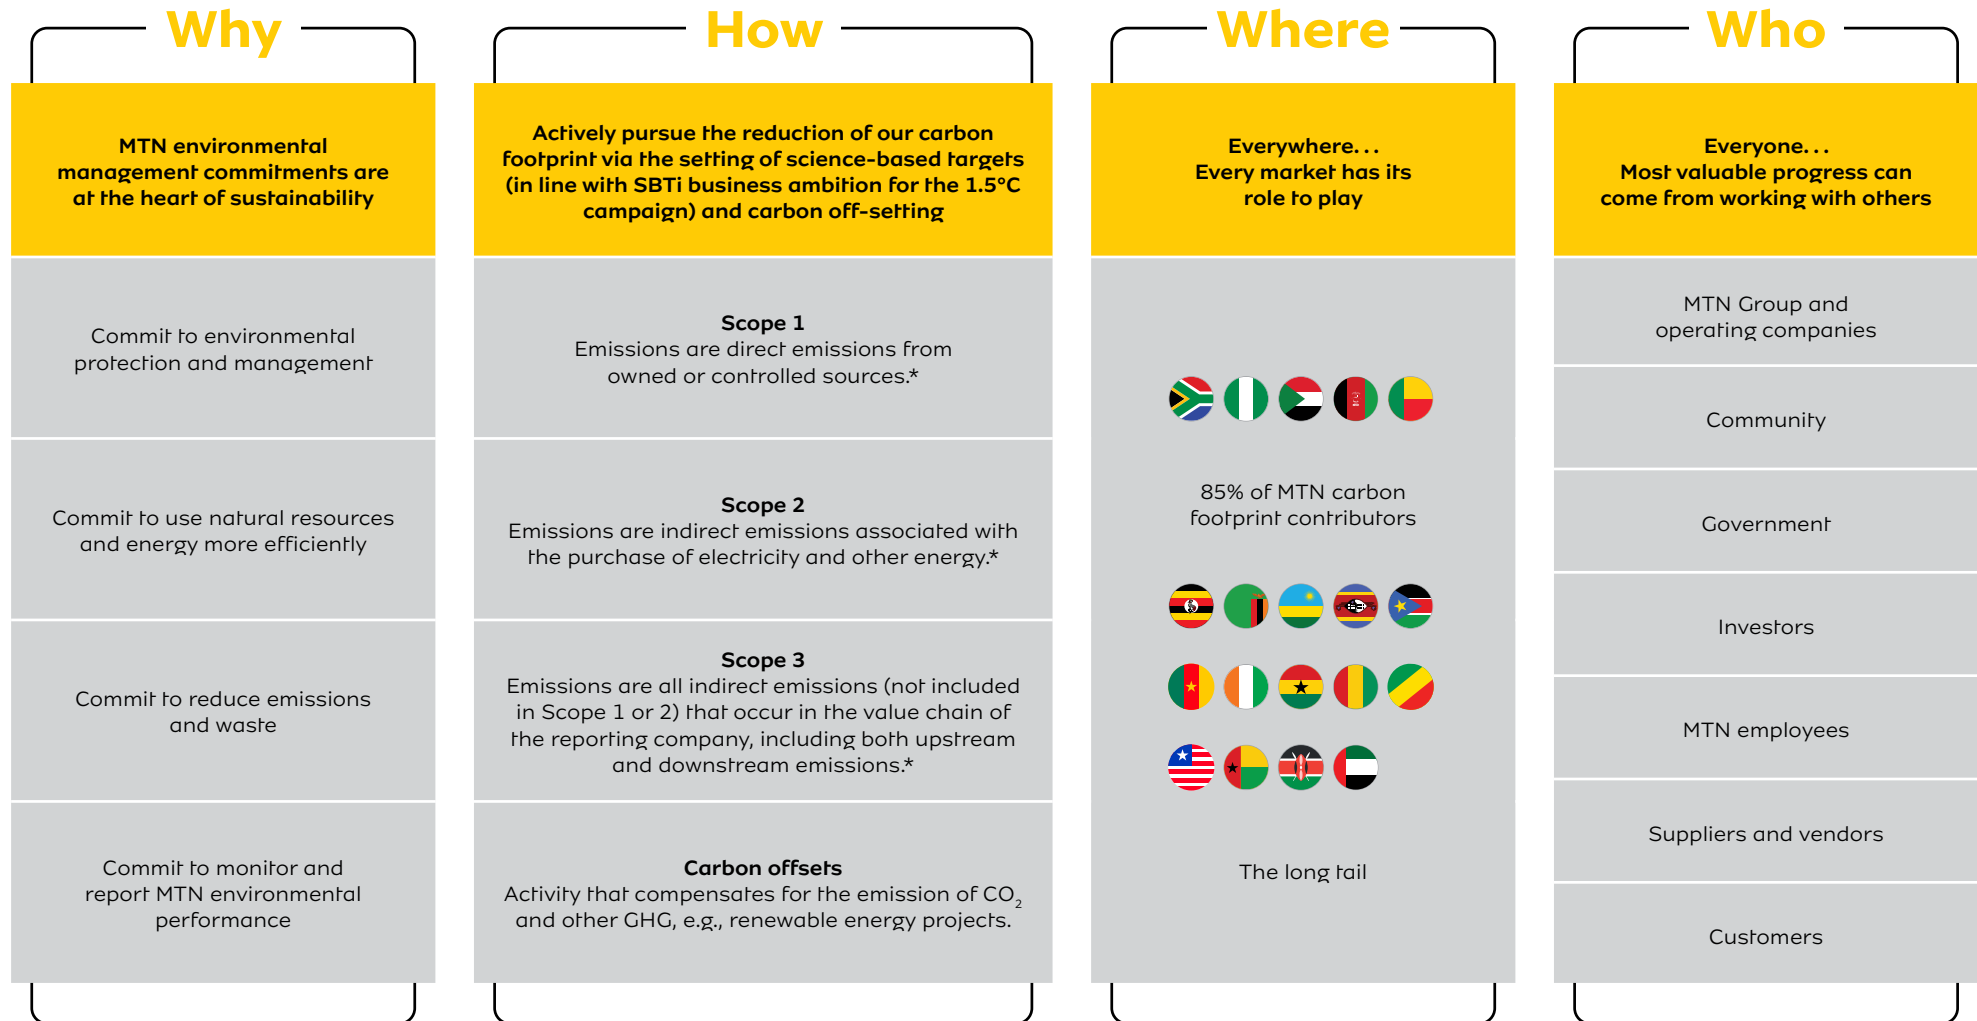 Why
MTN environmental
management commitments are
at the heart of sustainability
Commit to environmental
protection and management
Commit to use natural resources
and energy more efficiently
Commit to reduce emissions
and waste
Commit to monitor and
report MTN environmental
performance
How
Actively pursue the reduction of our carbon
footprint via the setting of science-based targets
(in line with SBTi business ambition for the 1.5°C
campaign) and carbon off-setting
Scope 1
Emissions are direct emissions from
owned or controlled sources.*
Scope 2
Emissions are indirect emissions associated with
the purchase of electricity and other energy.*
Scope 3
Emissions are all indirect emissions (not included
in Scope 1 or 2) that occur in the value chain of
the reporting company, including both upstream
and downstream emissions.*
Carbon offsets
Activity that compensates for the emission of CO₂
and other GHG, e.g., renewable energy projects.
Where
Everywhere...
Every market has its
role to play
85% of MTN carbon
footprint contributors
The long tail
Who
Everyone...
Most valuable progress can
come from working with others
MTN Group and
operating companies
Community
Government
Investors
MTN employees
Suppliers and vendors
Customers